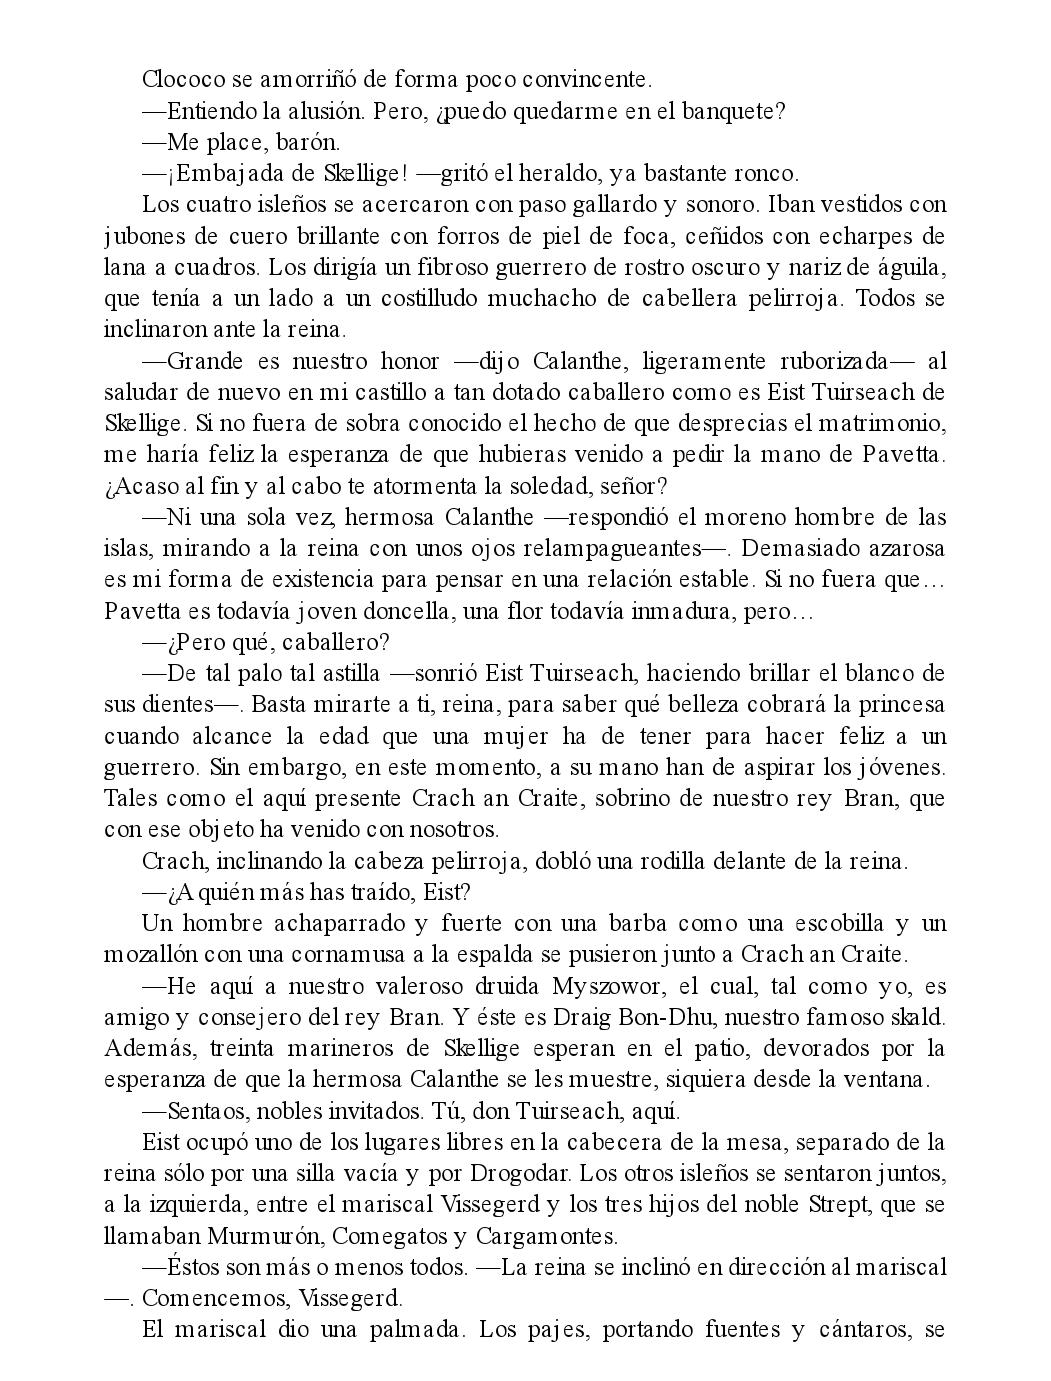 Clococo se amorriñó de forma poco convincente.
—Entiendo la alusión. Pero, ¿puedo quedarme en el banquete?
—Me place, barón.
—¡Embajada de Skellige! —gritó el heraldo, ya bastante ronco.
Los cuatro isleños se acercaron con paso gallardo y sonoro. Iban vestidos con
jubones de cuero brillante con forros de piel de foca, ceñidos con echarpes de
lana a cuadros. Los dirigía un fibroso guerrero de rostro oscuro y nariz de águila,
que tenía a un lado a un costilludo muchacho de cabellera pelirroja. Todos se
inclinaron ante la reina.
—Grande es nuestro honor —dijo Calanthe, ligeramente ruborizada— al
saludar de nuevo en mi castillo a tan dotado caballero como es Eist Tuirseach de
Skellige. Si no fuera de sobra conocido el hecho de que desprecias el matrimonio,
me haría feliz la esperanza de que hubieras venido a pedir la mano de Pavetta.
¿Acaso al fin y al cabo te atormenta la soledad, señor?
—Ni una sola vez, hermosa Calanthe —respondió el moreno hombre de las
islas, mirando a la reina con unos ojos relampagueantes—. Demasiado azarosa
es mi forma de existencia para pensar en una relación estable. Si no fuera que…
Pavetta es todavía joven doncella, una flor todavía inmadura, pero…
—¿Pero qué, caballero?
—De tal palo tal astilla —sonrió Eist Tuirseach, haciendo brillar el blanco de
sus dientes—. Basta mirarte a ti, reina, para saber qué belleza cobrará la princesa
cuando alcance la edad que una mujer ha de tener para hacer feliz a un
guerrero. Sin embargo, en este momento, a su mano han de aspirar los jóvenes.
Tales como el aquí presente Crach an Craite, sobrino de nuestro rey Bran, que
con ese objeto ha venido con nosotros.
Crach, inclinando la cabeza pelirroja, dobló una rodilla delante de la reina.
—¿A quién más has traído, Eist?
Un hombre achaparrado y fuerte con una barba como una escobilla y un
mozallón con una cornamusa a la espalda se pusieron junto a Crach an Craite.
—He aquí a nuestro valeroso druida Myszowor, el cual, tal como yo, es
amigo y consejero del rey Bran. Y éste es Draig Bon-Dhu, nuestro famoso skald.
Además, treinta marineros de Skellige esperan en el patio, devorados por la
esperanza de que la hermosa Calanthe se les muestre, siquiera desde la ventana.
—Sentaos, nobles invitados. Tú, don Tuirseach, aquí.
Eist ocupó uno de los lugares libres en la cabecera de la mesa, separado de la
reina sólo por una silla vacía y por Drogodar. Los otros isleños se sentaron juntos,
a la izquierda, entre el mariscal Vissegerd y los tres hijos del noble Strept, que se
llamaban Murmurón, Comegatos y Cargamontes.
—Éstos son más o menos todos. —La reina se inclinó en dirección al mariscal
—. Comencemos, Vissegerd.
El mariscal dio una palmada. Los pajes, portando fuentes y cántaros, se